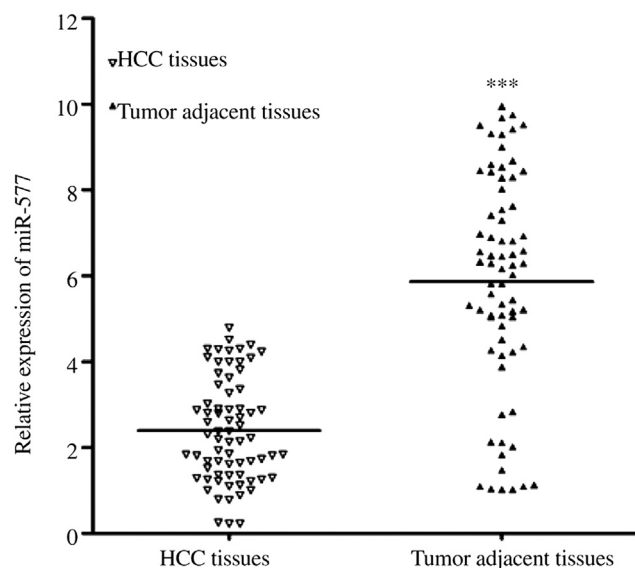 12
10
8
6
4
2
0
Relative expression of miR-577
HCC tissues
Tumor adjacent tissues
***
HCC tissues
Tumor adjacent tissues